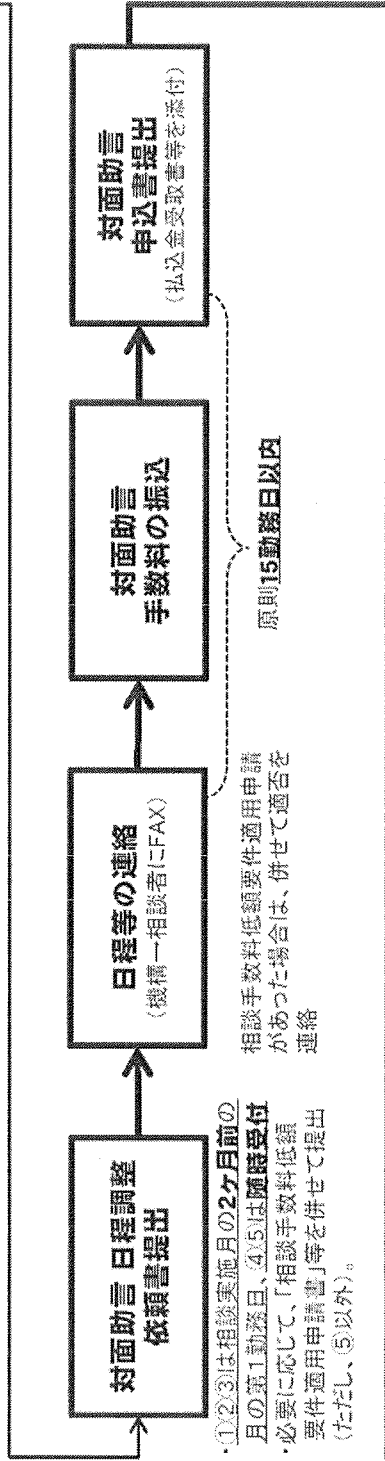 対面助言 日程調整
依頼書提出
・①②③は相談実施月の2ヶ月前の
月の第1勤務日、④⑤は随時受付
・必要に応じて、「相談手数料低額
要件適用申請書」等を併せて提出
(ただし、⑤以外)。
日程等の連絡
(機構→相談者にFAX)
相談手数料低額要件適用申請
があった場合は、併せて適否を
連絡
対面助言
手数料の振込
原則15勤務日以内
対面助言
申込書提出
(払込金受取書等を添付)